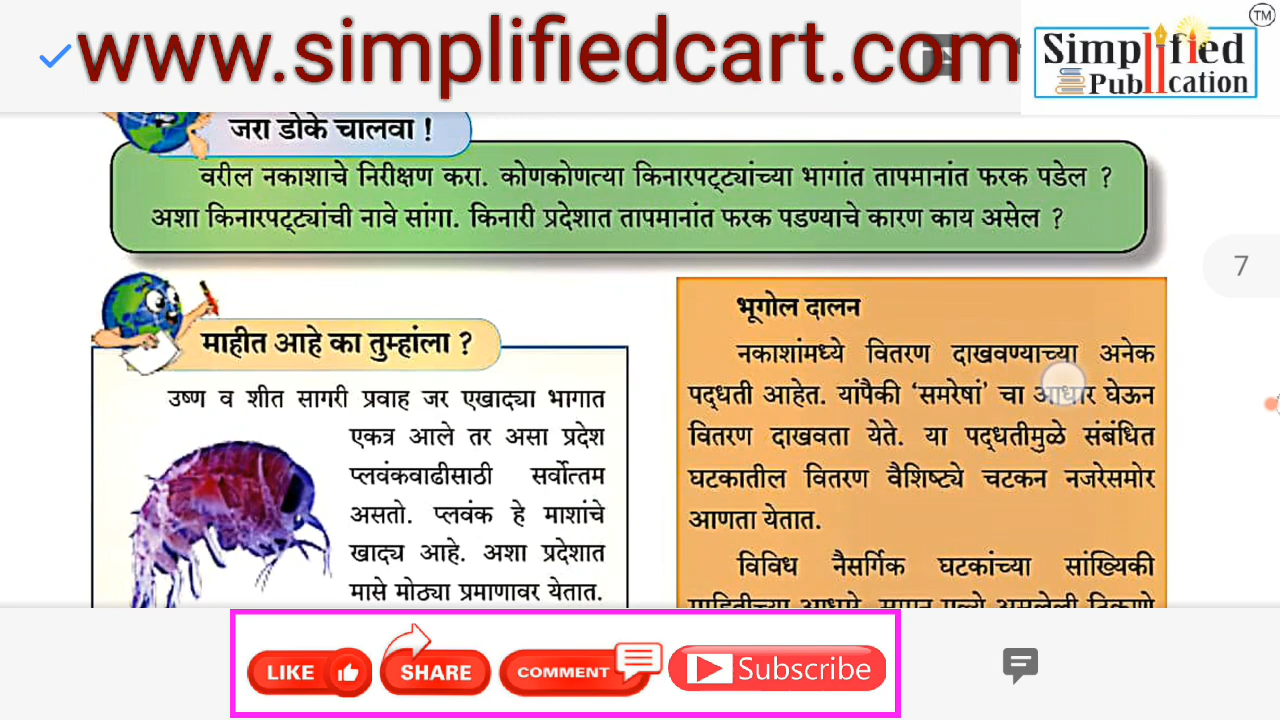 www.simplifiedcart.com
Simplified
Publication
TM
जरा डोके चालवा !
वरील नकाशाचे निरीक्षण करा. कोणकोणत्या किनारपट्ट्यांच्या भागांत तापमानांत फरक पडेल ?
अशा किनारपट्ट्यांची नावे सांगा. किनारी प्रदेशात तापमानांत फरक पडण्याचे कारण काय असेल ?
7
माहीत आहे का तुम्हांला ?
उष्ण व शीत सागरी प्रवाह जर एखाद्या भागात
एकत्र आले तर असा प्रदेश
प्लवंकवाढीसाठी सर्वोत्तम
असतो. प्लवंक हे माशांचे
खाद्य आहे. अशा प्रदेशात
मासे मोठ्या प्रमाणावर येतात.
भूगोल दालन
नकाशांमध्ये वितरण दाखवण्याच्या अनेक
पद्धती आहेत. यांपैकी ‘समरेषां’ चा आधार घेऊन
वितरण दाखवता येते. या पद्धतीमुळे संबंधित
घटकातील वितरण वैशिष्ट्ये चटकन नजरेसमोर
आणता येतात.
विविध नैसर्गिक घटकांच्या सांख्यिकी
LIKE
SHARE
COMMENT
Subscribe